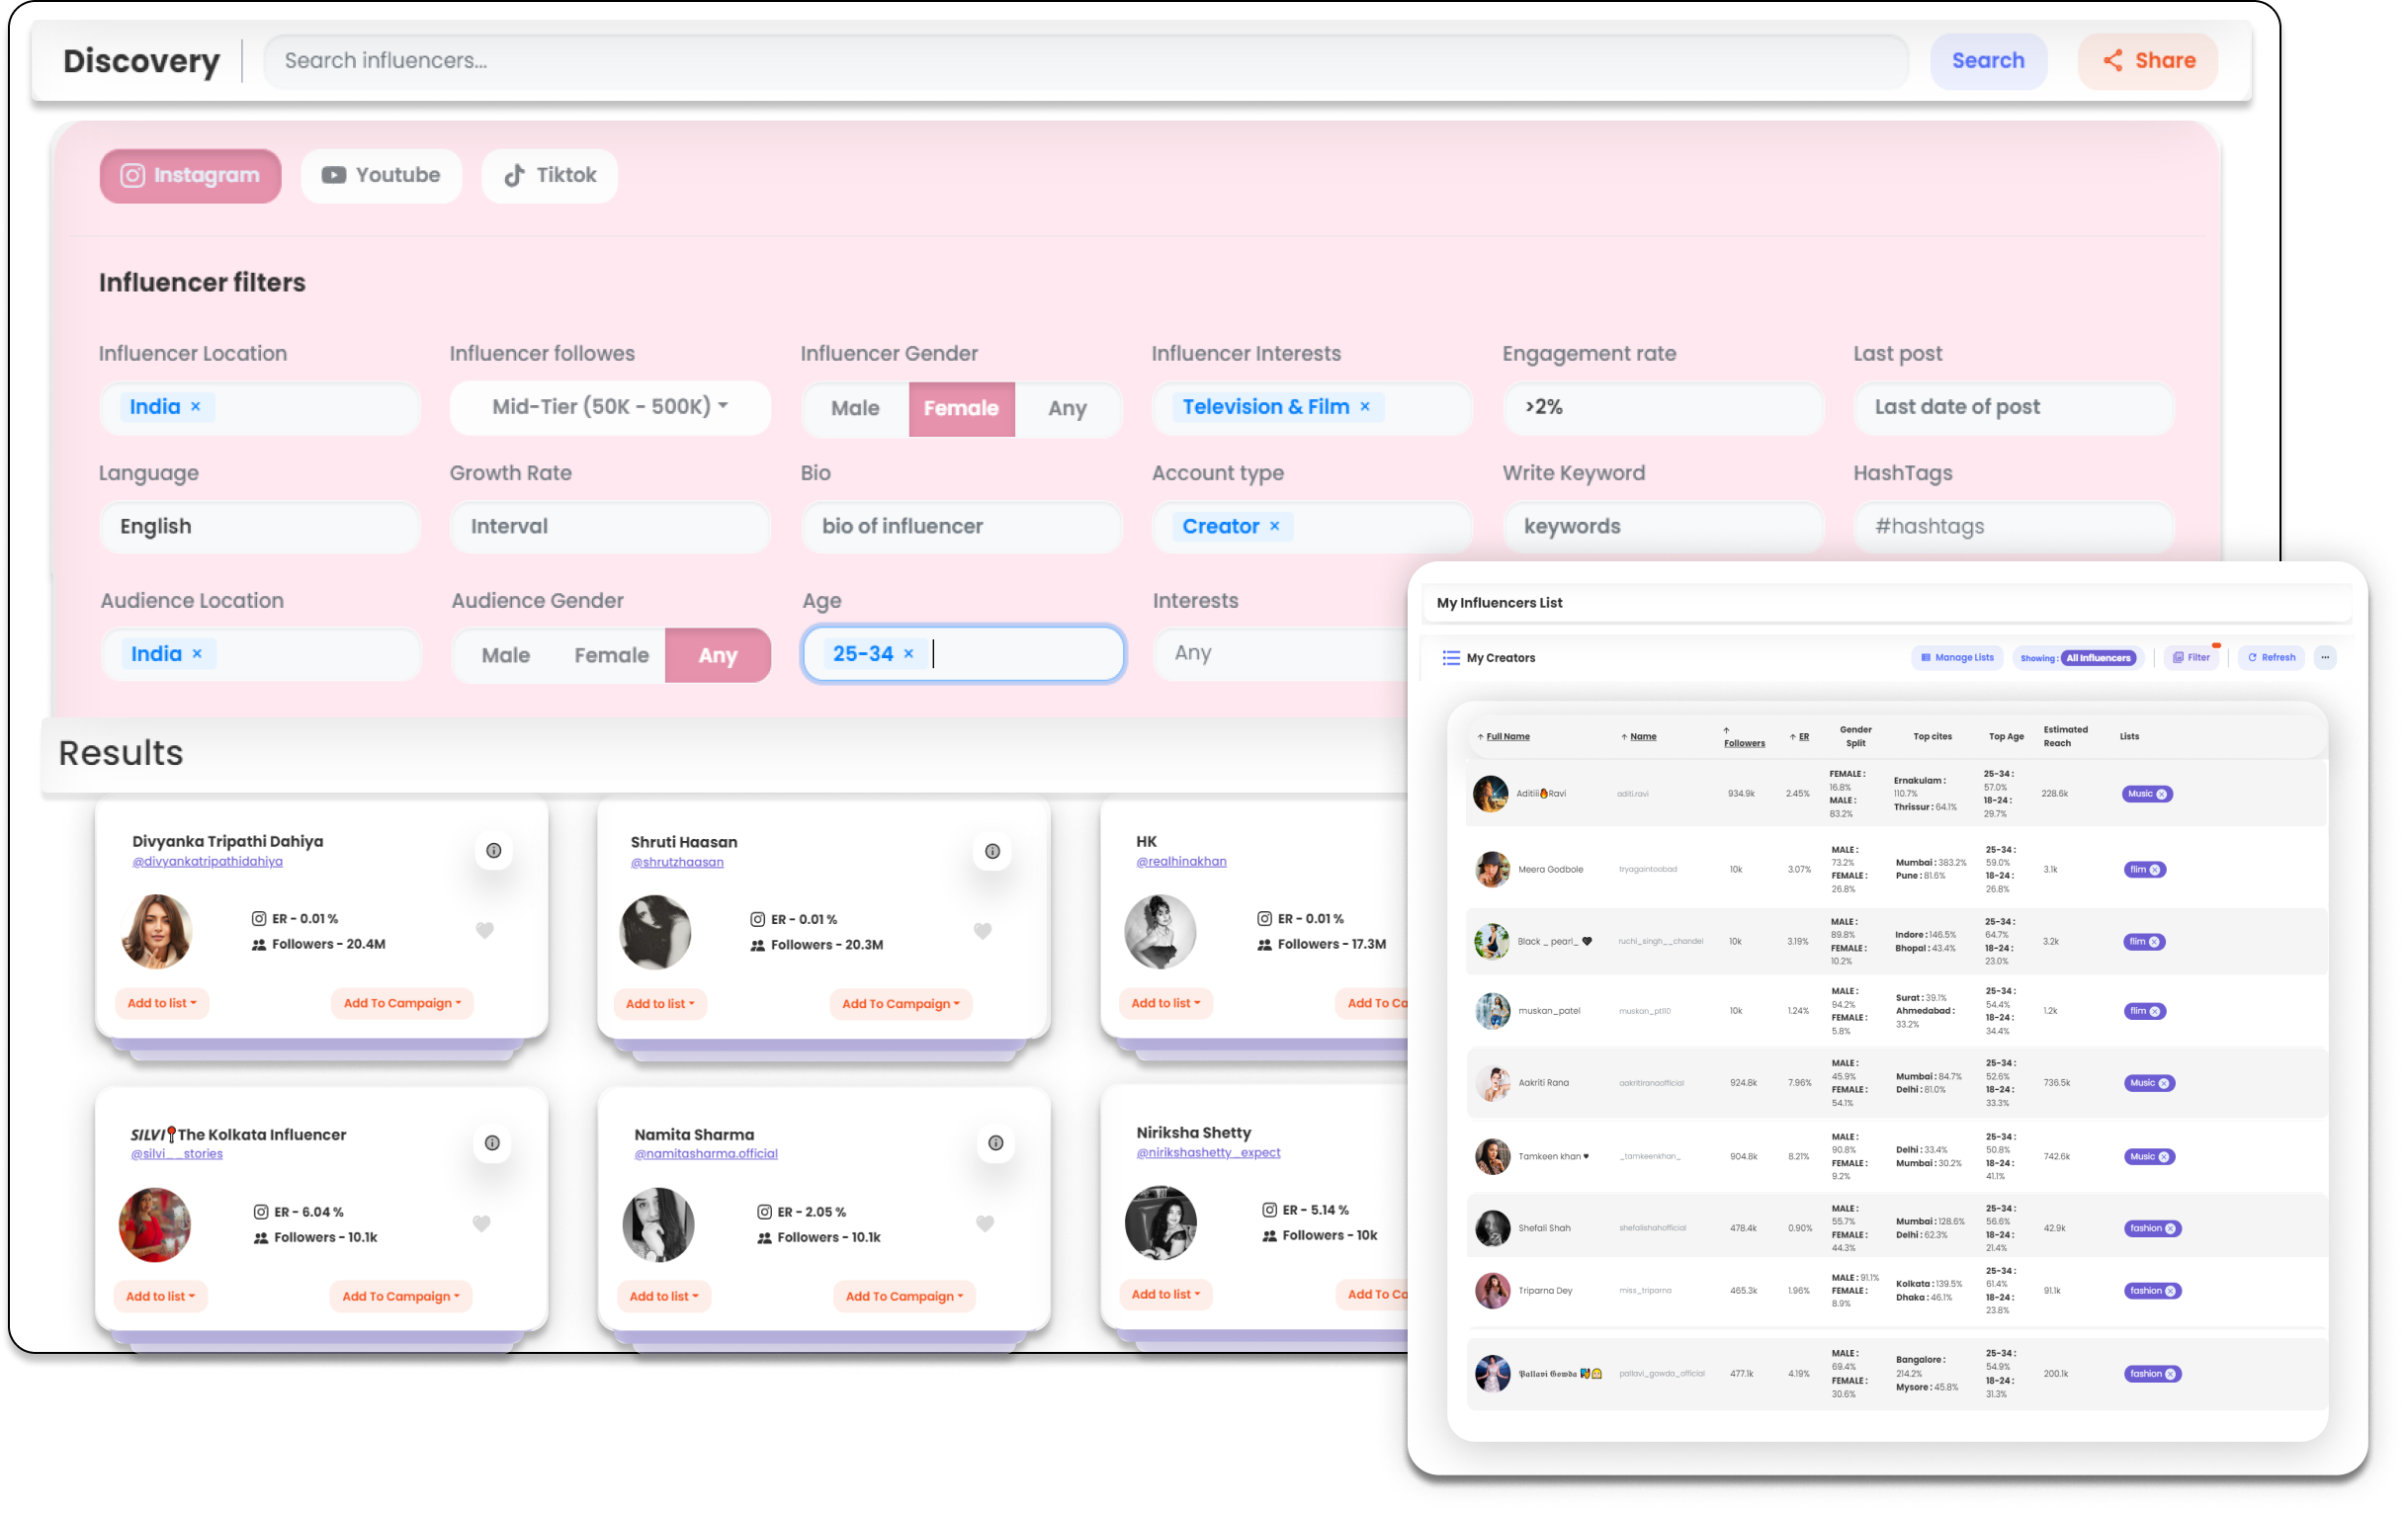 Discovery
Search influencers...
Search
Share
Instagram
Youtube
Tiktok
Influencer filters
Influencer Location
Influencer followes
Influencer Gender
Influencer Interests
Engagement rate
Last post
India ×
Mid-Tier (50K - 500K)
Male
Female
Any
Television & Film ×
>2%
Last date of post
Language
Growth Rate
Bio
Account type
Write Keyword
HashTags
English
Interval
bio of influencer
Creator ×
keywords
#hashtags
Audience Location
Audience Gender
Age
Interests
India ×
Male
Female
Any
25-34 ×
Any
Results
Divyanka Tripathi Dahiya
@divyankatripathidahiya
ER - 0.01 %
Followers - 20.4M
Add to list
Add To Campaign
Shruti Haasan
@shrutzhaasan
ER - 0.01 %
Followers - 20.3M
Add to list
Add To Campaign
HK
@realhinakhan
ER - 0.01 %
Followers - 17.3M
Add to list
Add To Ca
SILVI📍The Kolkata Influencer
@silvi__stories
ER - 6.04 %
Followers - 10.1k
Add to list
Add To Campaign
Namita Sharma
@namitasharma.official
ER - 2.05 %
Followers - 10.1k
Add to list
Add To Campaign
Niriksha Shetty
@nirikshashetty_expect
ER - 5.14 %
Followers - 10k
Add to list
Add To Co
My Influencers List
My Creators
Manage Lists
Showing : All Influencers
Filter
Refresh
...
↑ Full Name
↑ Name
↑ Followers
↑ ER
Gender Split
Top cites
Top Age
Estimated Reach
Lists
Aditiii🔥Ravi
aditi.ravi
934.9k
2.45%
FEMALE :
16.8%
MALE :
83.2%
Ernakulam :
110.7%
Thrissur : 64.1%
25-34 :
57.0%
18-24 :
29.7%
228.6k
Music
Meera Godbole
tryagaintoobad
10k
3.07%
MALE :
73.2%
FEMALE :
26.8%
Mumbai : 383.2%
Pune : 81.6%
25-34 :
59.0%
18-24 :
26.8%
3.1k
flim
Black _ pearl_ 🖤
ruchi_singh__chandel
10k
3.19%
MALE :
89.8%
FEMALE :
10.2%
Indore : 146.5%
Bhopal : 43.4%
25-34 :
64.7%
18-24 :
23.0%
3.2k
flim
muskan_patel
muskan_ptl10
10k
1.24%
MALE :
94.2%
FEMALE :
5.8%
Surat : 39.1%
Ahmedabad :
33.2%
25-34 :
54.4%
18-24 :
34.4%
1.2k
flim
Aakriti Rana
aakritiranaofficial
924.8k
7.96%
MALE :
45.9%
FEMALE :
54.1%
Mumbai : 84.7%
Delhi : 81.0%
25-34 :
52.6%
18-24 :
33.3%
736.5k
Music
Tamkeen khan ♥
_tamkeenkhan_
904.8k
8.21%
MALE :
90.8%
FEMALE :
9.2%
Delhi : 33.4%
Mumbai : 30.2%
25-34 :
50.8%
18-24 :
41.1%
742.6k
Music
Shefali Shah
shefalishahofficial
478.4k
0.90%
MALE :
55.7%
FEMALE :
44.3%
Mumbai : 128.6%
Delhi : 62.3%
25-34 :
56.6%
18-24 :
21.4%
42.9k
fashion
Triparna Dey
miss_triparna
465.3k
1.96%
MALE : 91.1%
FEMALE :
8.9%
Kolkata : 139.5%
Dhaka : 46.1%
25-34 :
61.4%
18-24 :
23.8%
91.1k
fashion
𝕻𝖆𝖑𝖑𝖆𝖛𝖎 𝕲𝖔𝖜𝖉𝖆
pallavi_gowda_official
477.1k
4.19%
MALE :
69.4%
FEMALE :
30.6%
Bangalore :
214.2%
Mysore : 45.8%
25-34 :
54.9%
18-24 :
31.3%
200.1k
fashion